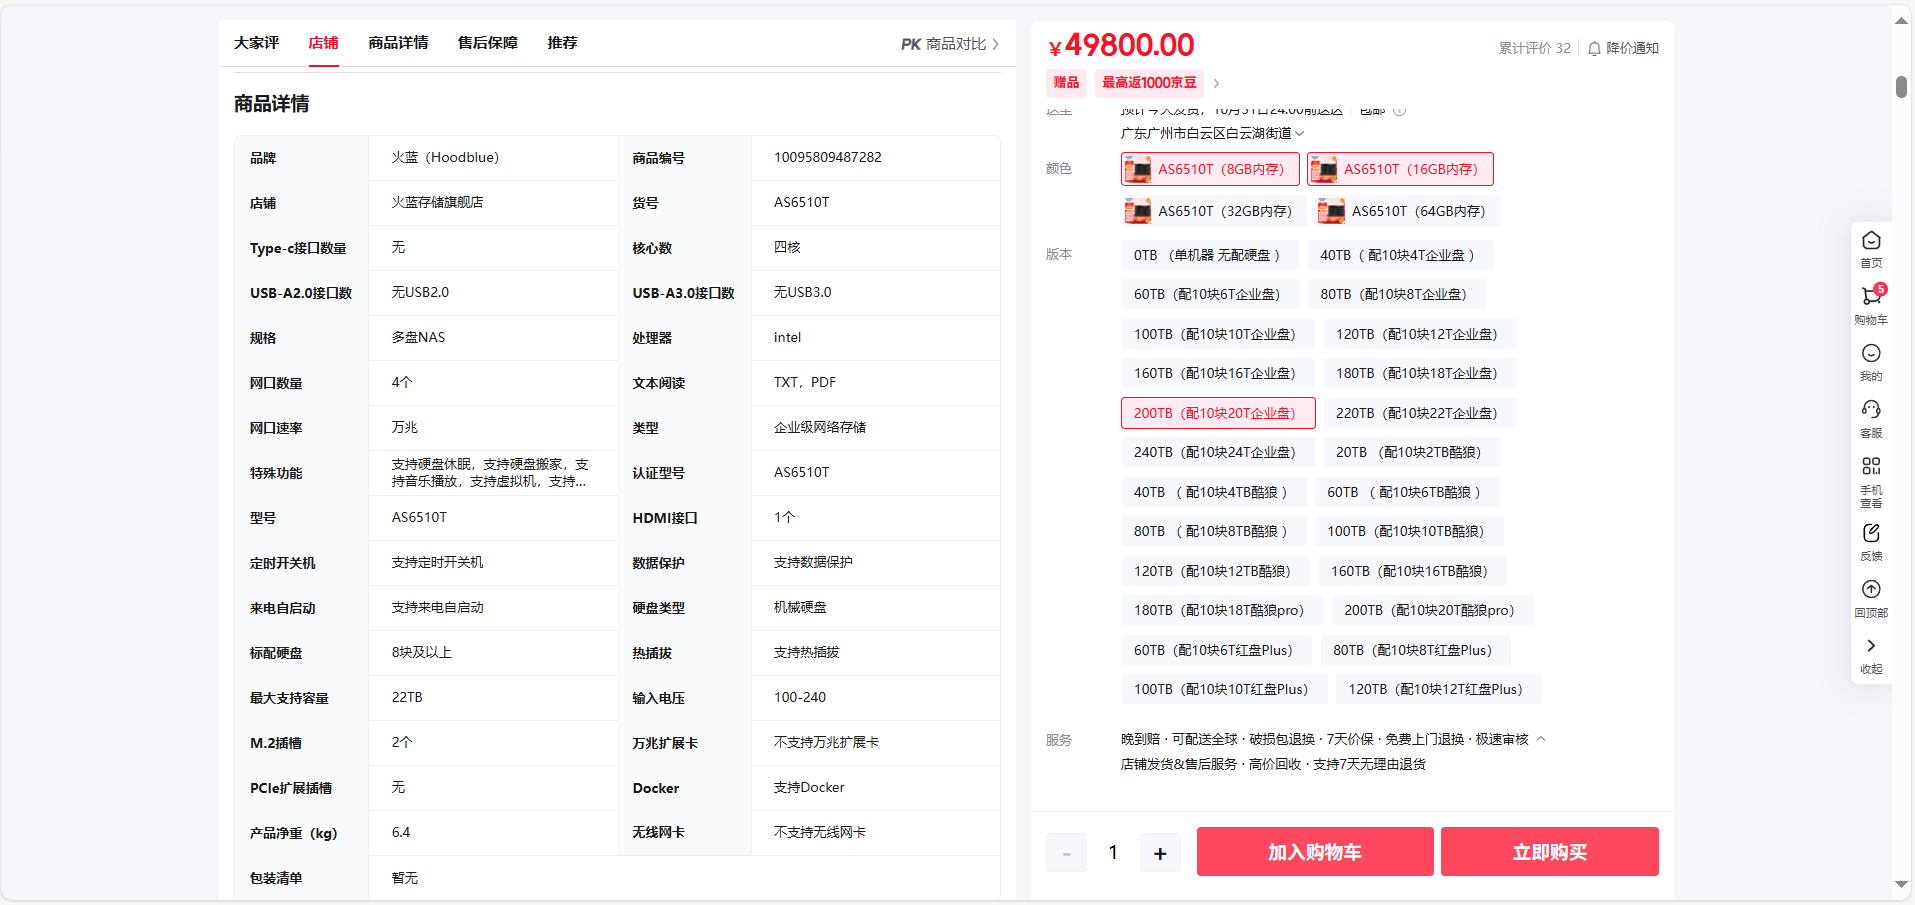 大家评 店铺 商品详情 售后保障 推荐 PK 商品对比
商品详情
品牌 火蓝（Hoodblue） 商品编号 10095809487282
店铺 火蓝存储旗舰店 货号 AS6510T
Type-c接口数量 无 核心数 四核
USB-A2.0接口数 无USB2.0 USB-A3.0接口数 无USB3.0
规格 多盘NAS 处理器 intel
网口数量 4个 文本阅读 TXT，PDF
网口速率 万兆 类型 企业级网络存储
特殊功能 支持硬盘休眠，支持硬盘搬家，支
持音乐播放，支持虚拟机，支持... 认证型号 AS6510T
型号 AS6510T HDMI接口 1个
定时开关机 支持定时开关机 数据保护 支持数据保护
来电自启动 支持来电自启动 硬盘类型 机械硬盘
标配硬盘 8块及以上 热插拔 支持热插拔
最大支持容量 22TB 输入电压 100-240
M.2插槽 2个 万兆扩展卡 不支持万兆扩展卡
PCIe扩展插槽 无 Docker 支持Docker
产品净重（kg） 6.4 无线网卡 不支持无线网卡
包装清单 暂无
￥49800.00 累计评价 32 降价通知
赠品 最高返1000京豆
预计今天发货，10月31日24:00前送达 包邮
广东广州市白云区白云湖街道
颜色 AS6510T（8GB内存） AS6510T（16GB内存）
AS6510T（32GB内存） AS6510T（64GB内存）
版本 0TB （单机器 无配硬盘 ） 40TB（ 配10块4T企业盘 ）
60TB（配10块6T企业盘） 80TB（配10块8T企业盘）
100TB（配10块10T企业盘） 120TB（配10块12T企业盘）
160TB（配10块16T企业盘） 180TB（配10块18T企业盘）
200TB（配10块20T企业盘） 220TB（配10块22T企业盘）
240TB（配10块24T企业盘） 20TB （配10块2TB酷狼）
40TB （ 配10块4TB酷狼 ） 60TB （ 配10块6TB酷狼 ）
80TB （ 配10块8TB酷狼 ） 100TB（配10块10TB酷狼）
120TB（配10块12TB酷狼） 160TB（配10块16TB酷狼）
180TB（配10块18T酷狼pro） 200TB（配10块20T酷狼pro）
60TB（配10块6T红盘Plus） 80TB（配10块8T红盘Plus）
100TB（配10块10T红盘Plus） 120TB（配10块12T红盘Plus）
服务 晚到赔 · 可配送全球 · 破损包退换 · 7天价保 · 免费上门退换 · 极速审核
店铺发货&售后服务 · 高价回收 · 支持7天无理由退货
- 1 + 加入购物车 立即购买
首页
5
购物车
我的
客服
手机
查看
反馈
回顶部
收起